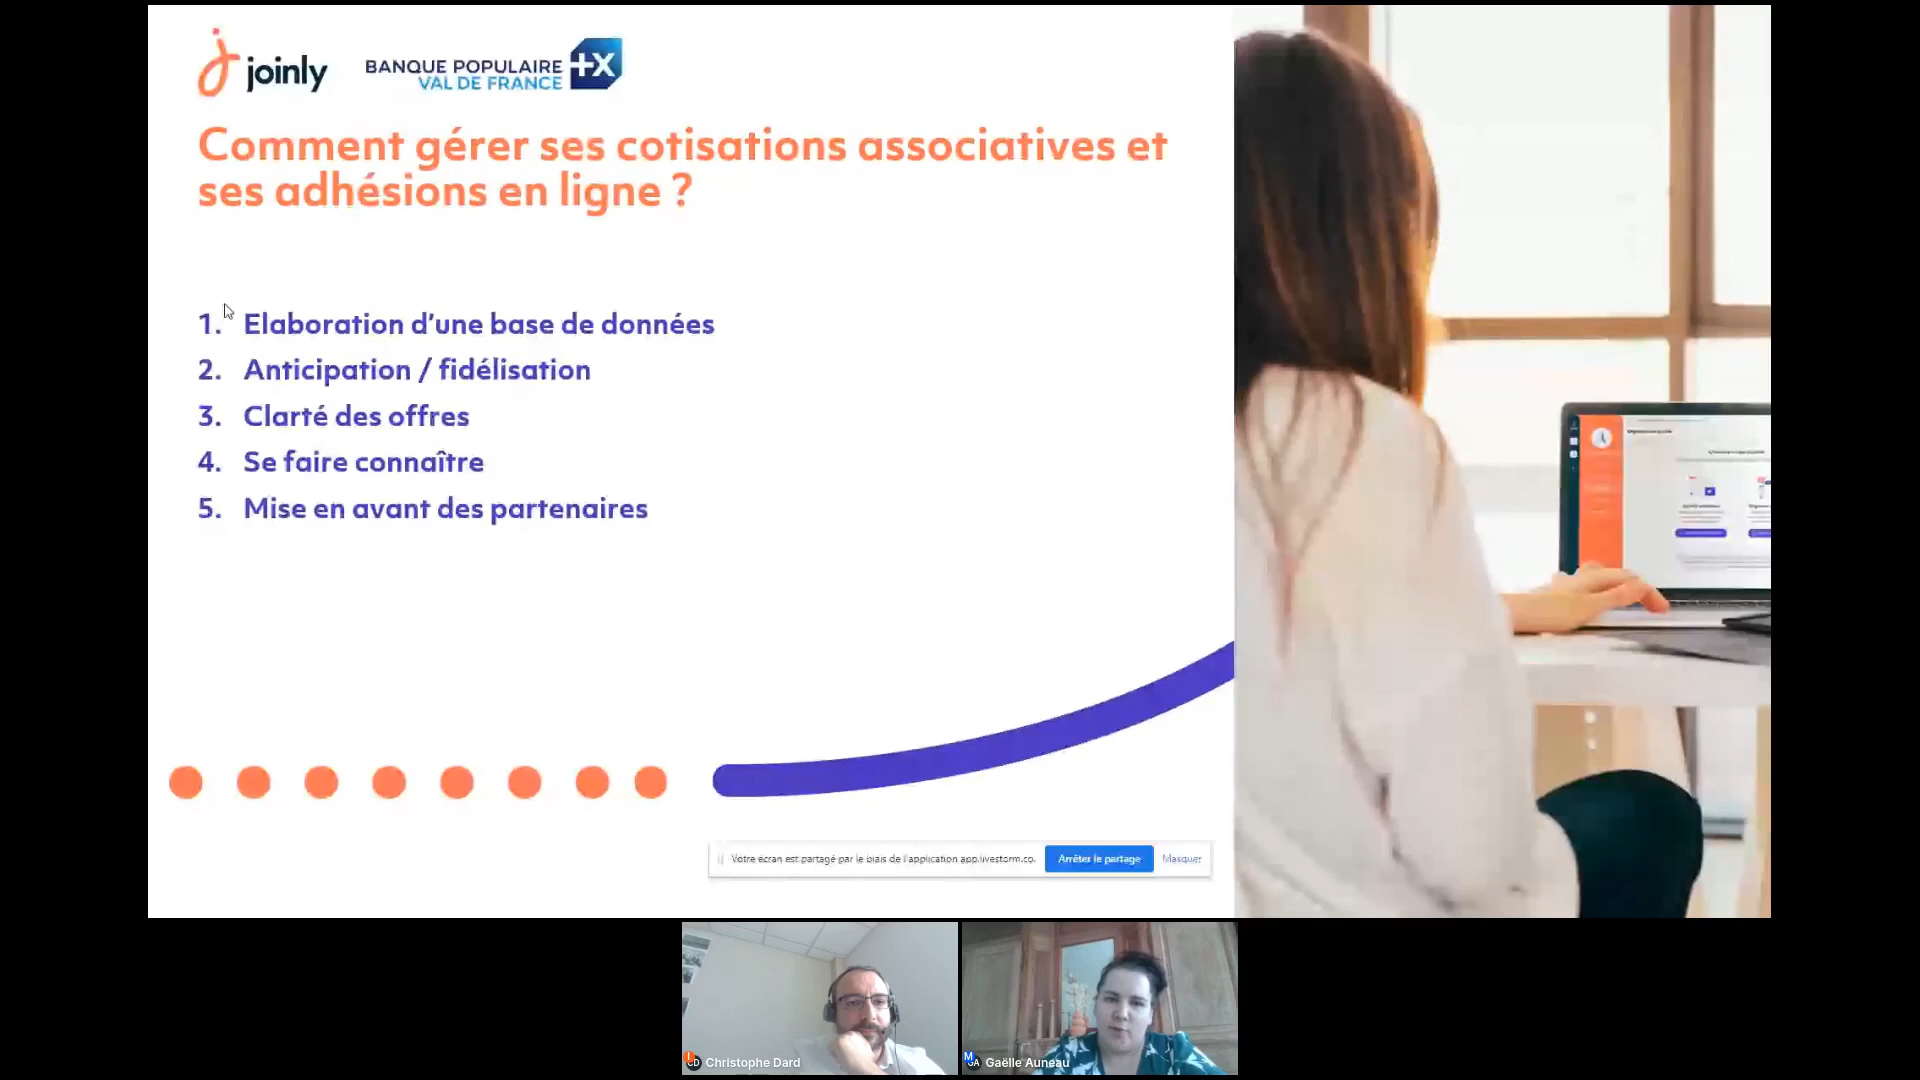 joinly
BANQUE POPULAIRE
VAL DE FRANCE
Comment gérer ses cotisations associatives et
ses adhésions en ligne ?
1. Elaboration d'une base de données
2. Anticipation / fidélisation
3. Clarté des offres
4. Se faire connaître
5. Mise en avant des partenaires
Votre écran est partagé par le biais de l'application app.livestorm.co.
Arrêter le partage
Masquer
CD Christophe Dard
GA Gaëlle Auneau